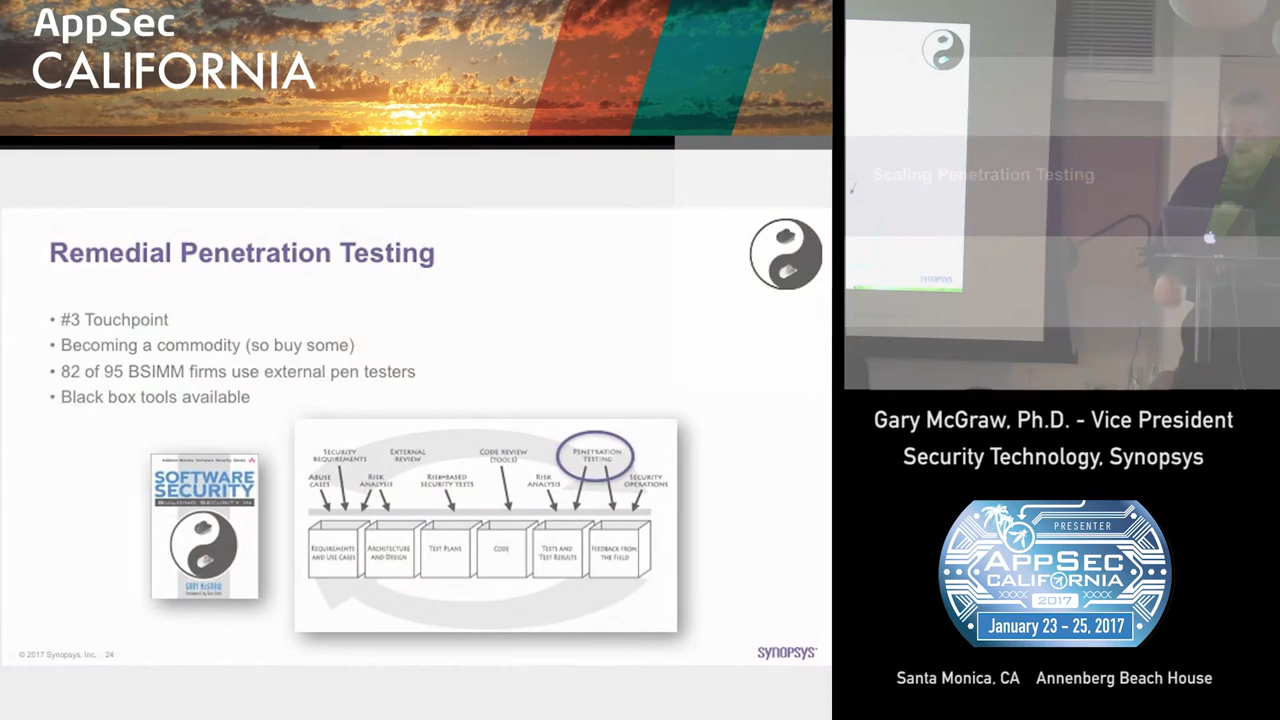 AppSec
CALIFORNIA
Remedial Penetration Testing
• #3 Touchpoint
• Becoming a commodity (so buy some)
• 82 of 95 BSIMM firms use external pen testers
• Black box tools available
SOFTWARE
SECURITY
BUILDING SECURITY IN
GARY MCGRAW
SECURITY
REQUIREMENTS
EXTERNAL
REVIEW
CODE REVIEW
(TOOLS)
PENETRATION
TESTING
ABUSE
CASES
RISK
ANALYSIS
RISK-BASED
SECURITY TESTS
RISK
ANALYSIS
SECURITY
OPERATIONS
REQUIREMENTS
AND USE CASES
ARCHITECTURE
AND DESIGN
TEST PLANS
CODE
TESTS AND
TEST RESULTS
FEEDBACK FROM
THE FIELD
© 2017 Synopsys, Inc. 24
SYNOPSYS
Scaling Penetration Testing
SYNOPSYS
Gary McGraw, Ph.D. - Vice President
Security Technology, Synopsys
PRESENTER
APPSEC
CALIFORNIA
2017
January 23 - 25, 2017
Santa Monica, CA Annenberg Beach House